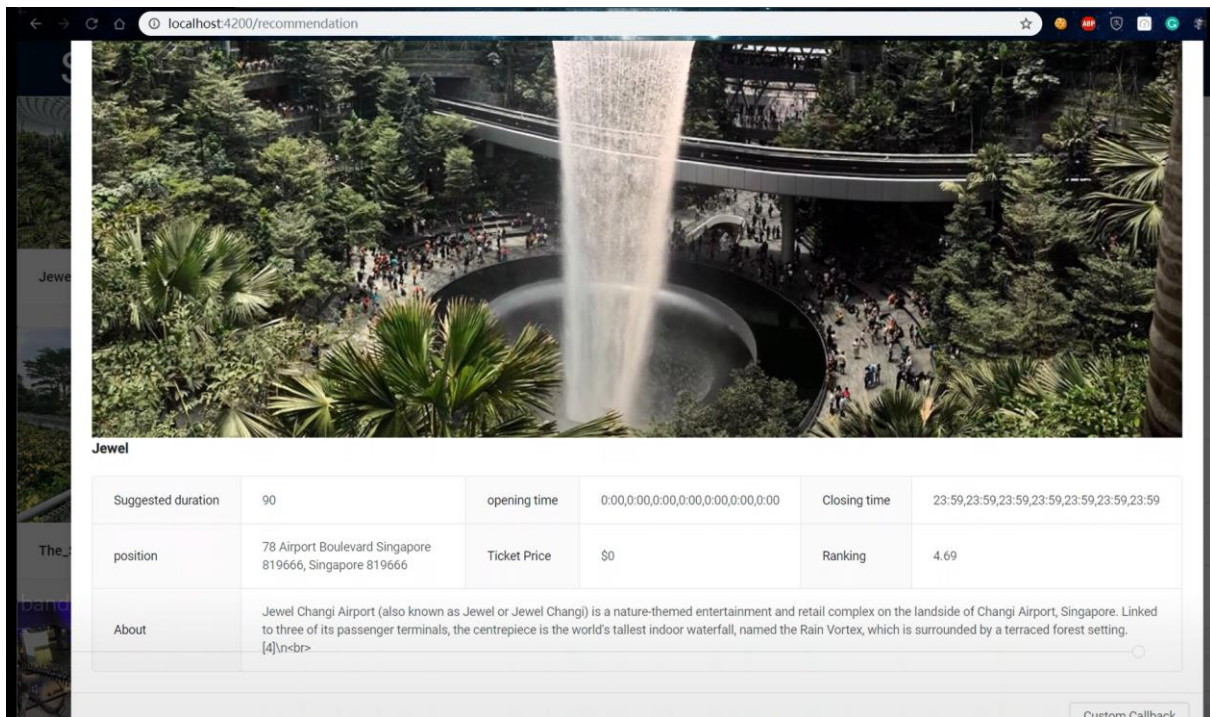 localhost:4200/recommendation
ABP
S
Jewe
The_S
band
Jewel
Suggested duration 90 opening time 0:00,0:00,0:00,0:00,0:00,0:00,0:00 Closing time 23:59,23:59,23:59,23:59,23:59,23:59,23:59
position 78 Airport Boulevard Singapore
819666, Singapore 819666 Ticket Price $0 Ranking 4.69
About Jewel Changi Airport (also known as Jewel or Jewel Changi) is a nature-themed entertainment and retail complex on the landside of Changi Airport, Singapore. Linked
to three of its passenger terminals, the centrepiece is the world's tallest indoor waterfall, named the Rain Vortex, which is surrounded by a terraced forest setting.
[4]\n<br>
Custom Callback